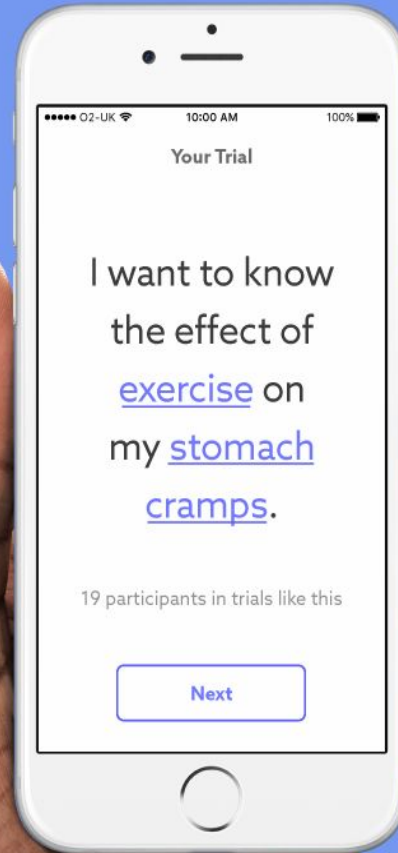 ●●●●● O2-UK 10:00 AM 100%
Your Trial
I want to know
the effect of
exercise on
my stomach
cramps.
19 participants in trials like this
Next